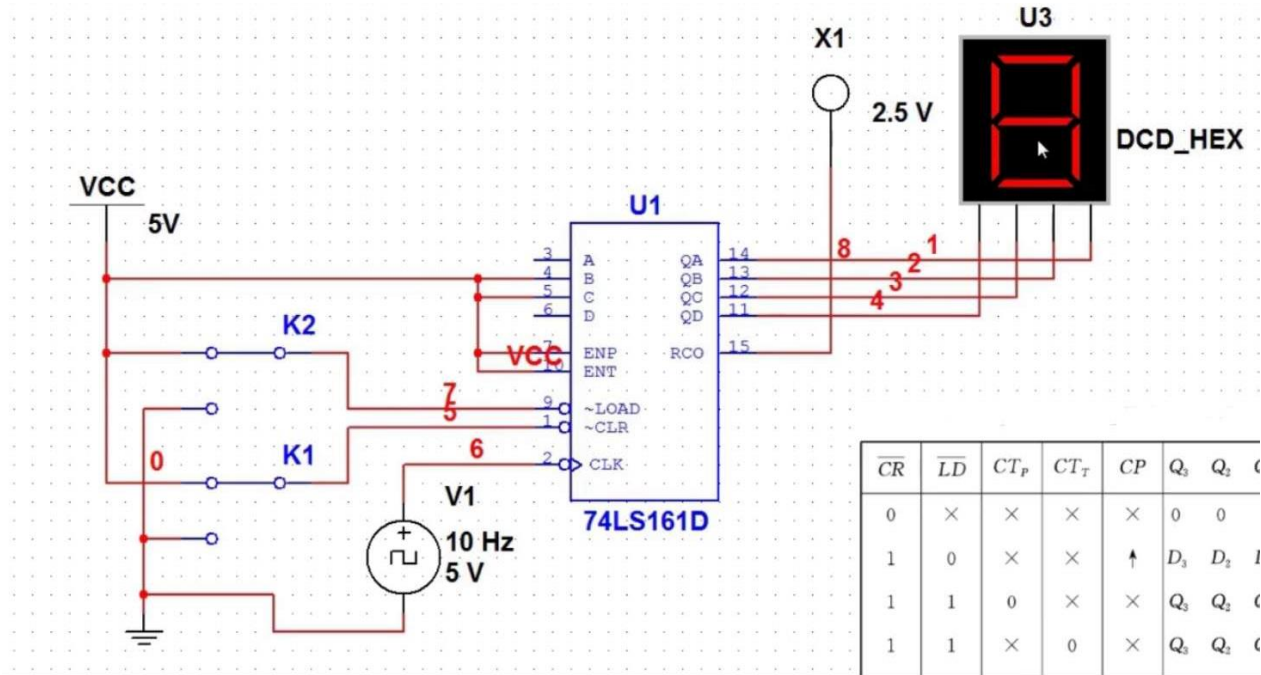 U3
X1
2.5 V
DCD_HEX
VCC
5V
U1
3 A QA 14
4 B QB 13
5 C QC 12
6 D QD 11
8
1
2
3
4
K2
VCC
7 ENP RCO 15
10 ENT
7
9 ~LOAD
5
1 ~CLR
0
K1
6
2 CLK
V1
10 Hz
5 V
74LS161D
CR LD CT_P CT_T CP Q₃ Q₂
0 × × × × 0 0
1 0 × × ↑ D₃ D₂
1 1 0 × × Q₃ Q₂
1 1 × 0 × Q₃ Q₂